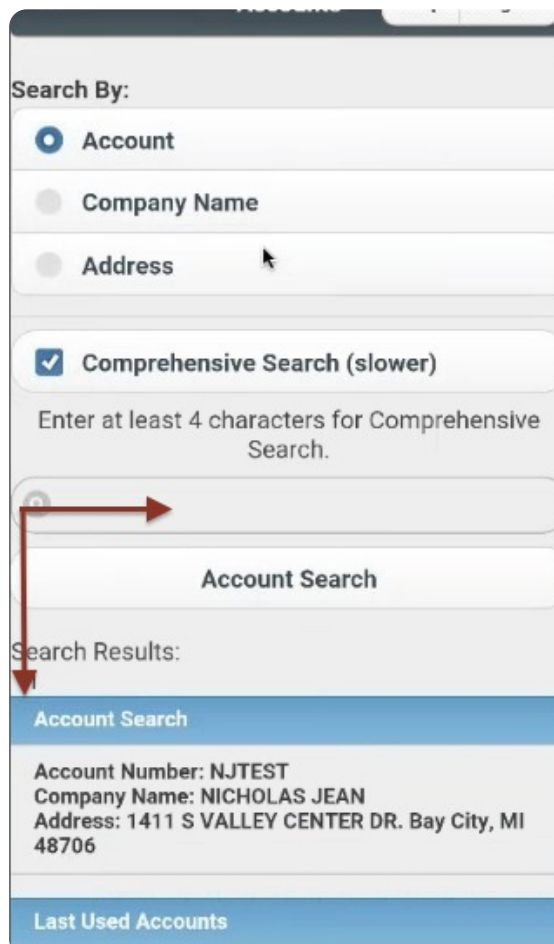 Search By:
Account
Company Name
Address
Comprehensive Search (slower)
Enter at least 4 characters for Comprehensive
Search.
Account Search
Search Results:
Account Search
Account Number: NJTEST
Company Name: NICHOLAS JEAN
Address: 1411 S VALLEY CENTER DR. Bay City, MI
48706
Last Used Accounts